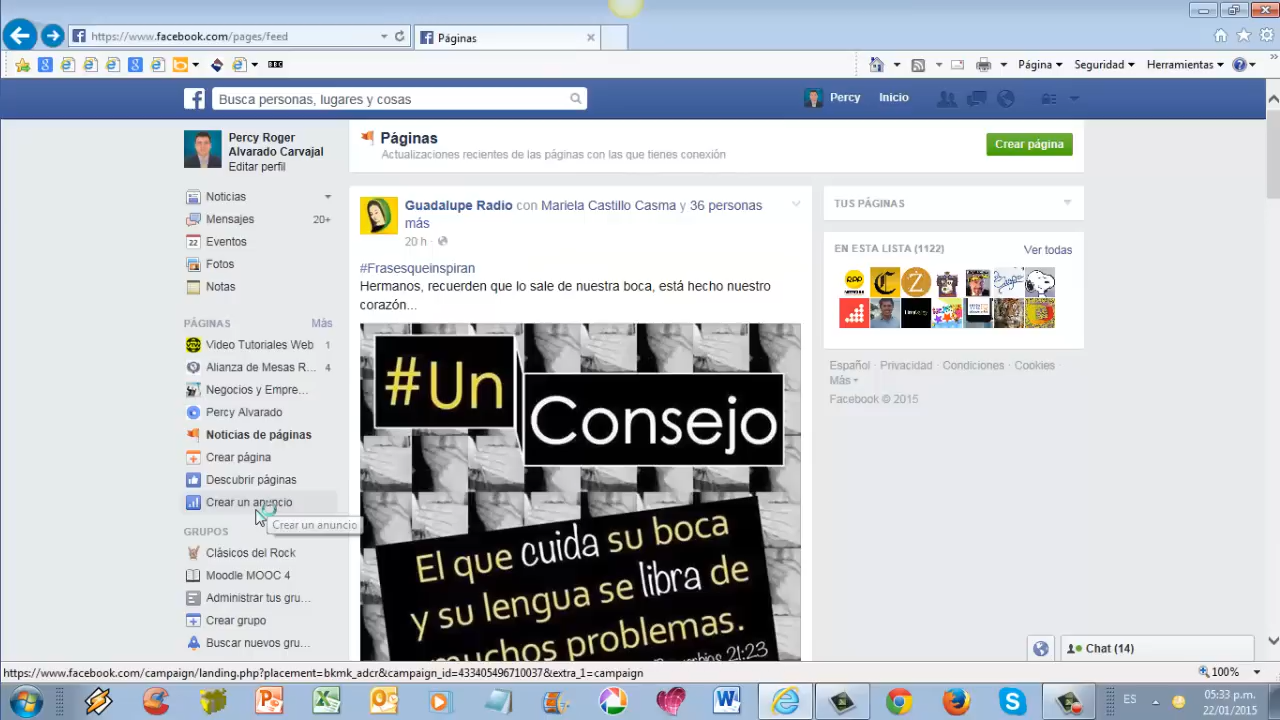 https://www.facebook.com/pages/feed
Páginas
BBC
Página
Seguridad
Herramientas
Busca personas, lugares y cosas
Percy
Inicio
Percy Roger
Alvarado Carvajal
Editar perfil
Noticias
Mensajes 20+
Eventos
Fotos
Notas
PÁGINAS Más
Video Tutoriales Web 1
Alianza de Mesas R... 4
Negocios y Empre...
Percy Alvarado
Noticias de páginas
Crear página
Descubrir páginas
Crear un anuncio
Crear un anuncio
GRUPOS
Clásicos del Rock
Moodle MOOC 4
Administrar tus gru...
Crear grupo
Buscar nuevos gru...
Páginas
Actualizaciones recientes de las páginas con las que tienes conexión
Crear página
Guadalupe Radio con Mariela Castillo Casma y 36 personas
más
20 h
#Frasesqueinspiran
Hermanos, recuerden que lo sale de nuestra boca, está hecho nuestro
corazón...
#Un
Consejo
El que cuida su boca
y su lengua se libra de
muchos problemas.
Proverbios 21:23
TUS PÁGINAS
EN ESTA LISTA (1122)
Ver todas
Español · Privacidad · Condiciones · Cookies ·
Más
Facebook © 2015
Chat (14)
https://www.facebook.com/campaign/landing.php?placement=bkmk_adcr&campaign_id=433405496710037&extra_1=campaign
100%
ES
05:33 p.m.
22/01/2015